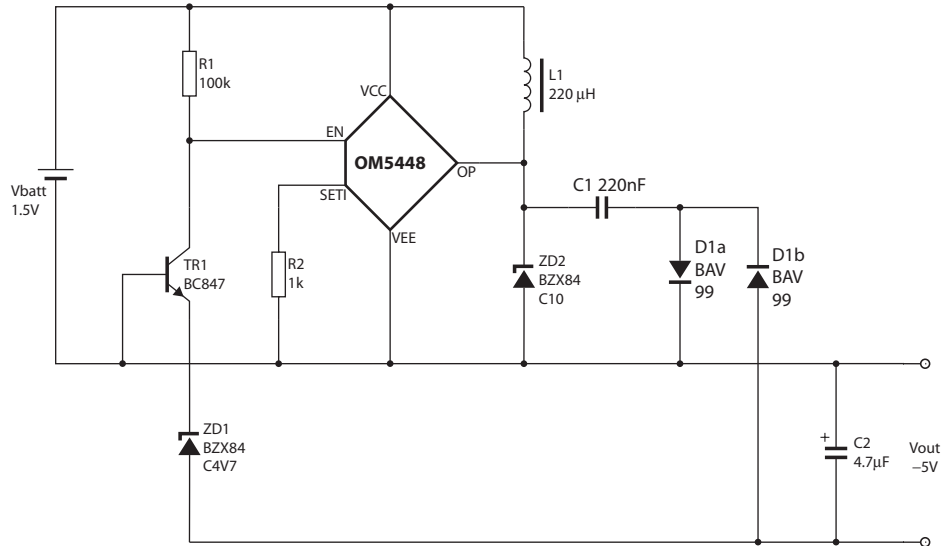 R1
100k
L1
220 µH
VCC
EN
OM5448
OP
SETI
VEE
Vbatt
1.5V
C1 220nF
TR1
BC847
R2
1k
ZD2
BZX84
C10
D1a
BAV
99
D1b
BAV
99
ZD1
BZX84
C4V7
+
C2
4.7µF
Vout
–5V